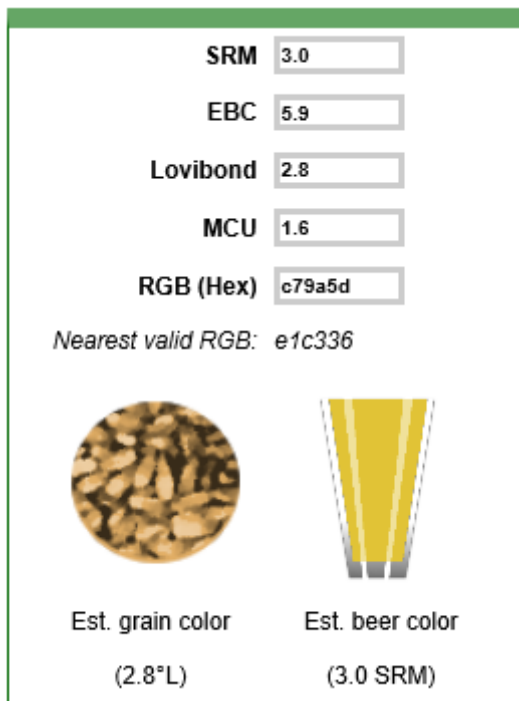 SRM 3.0
EBC 5.9
Lovibond 2.8
MCU 1.6
RGB (Hex) c79a5d
Nearest valid RGB: e1c336
Est. grain color Est. beer color
(2.8°L) (3.0 SRM)